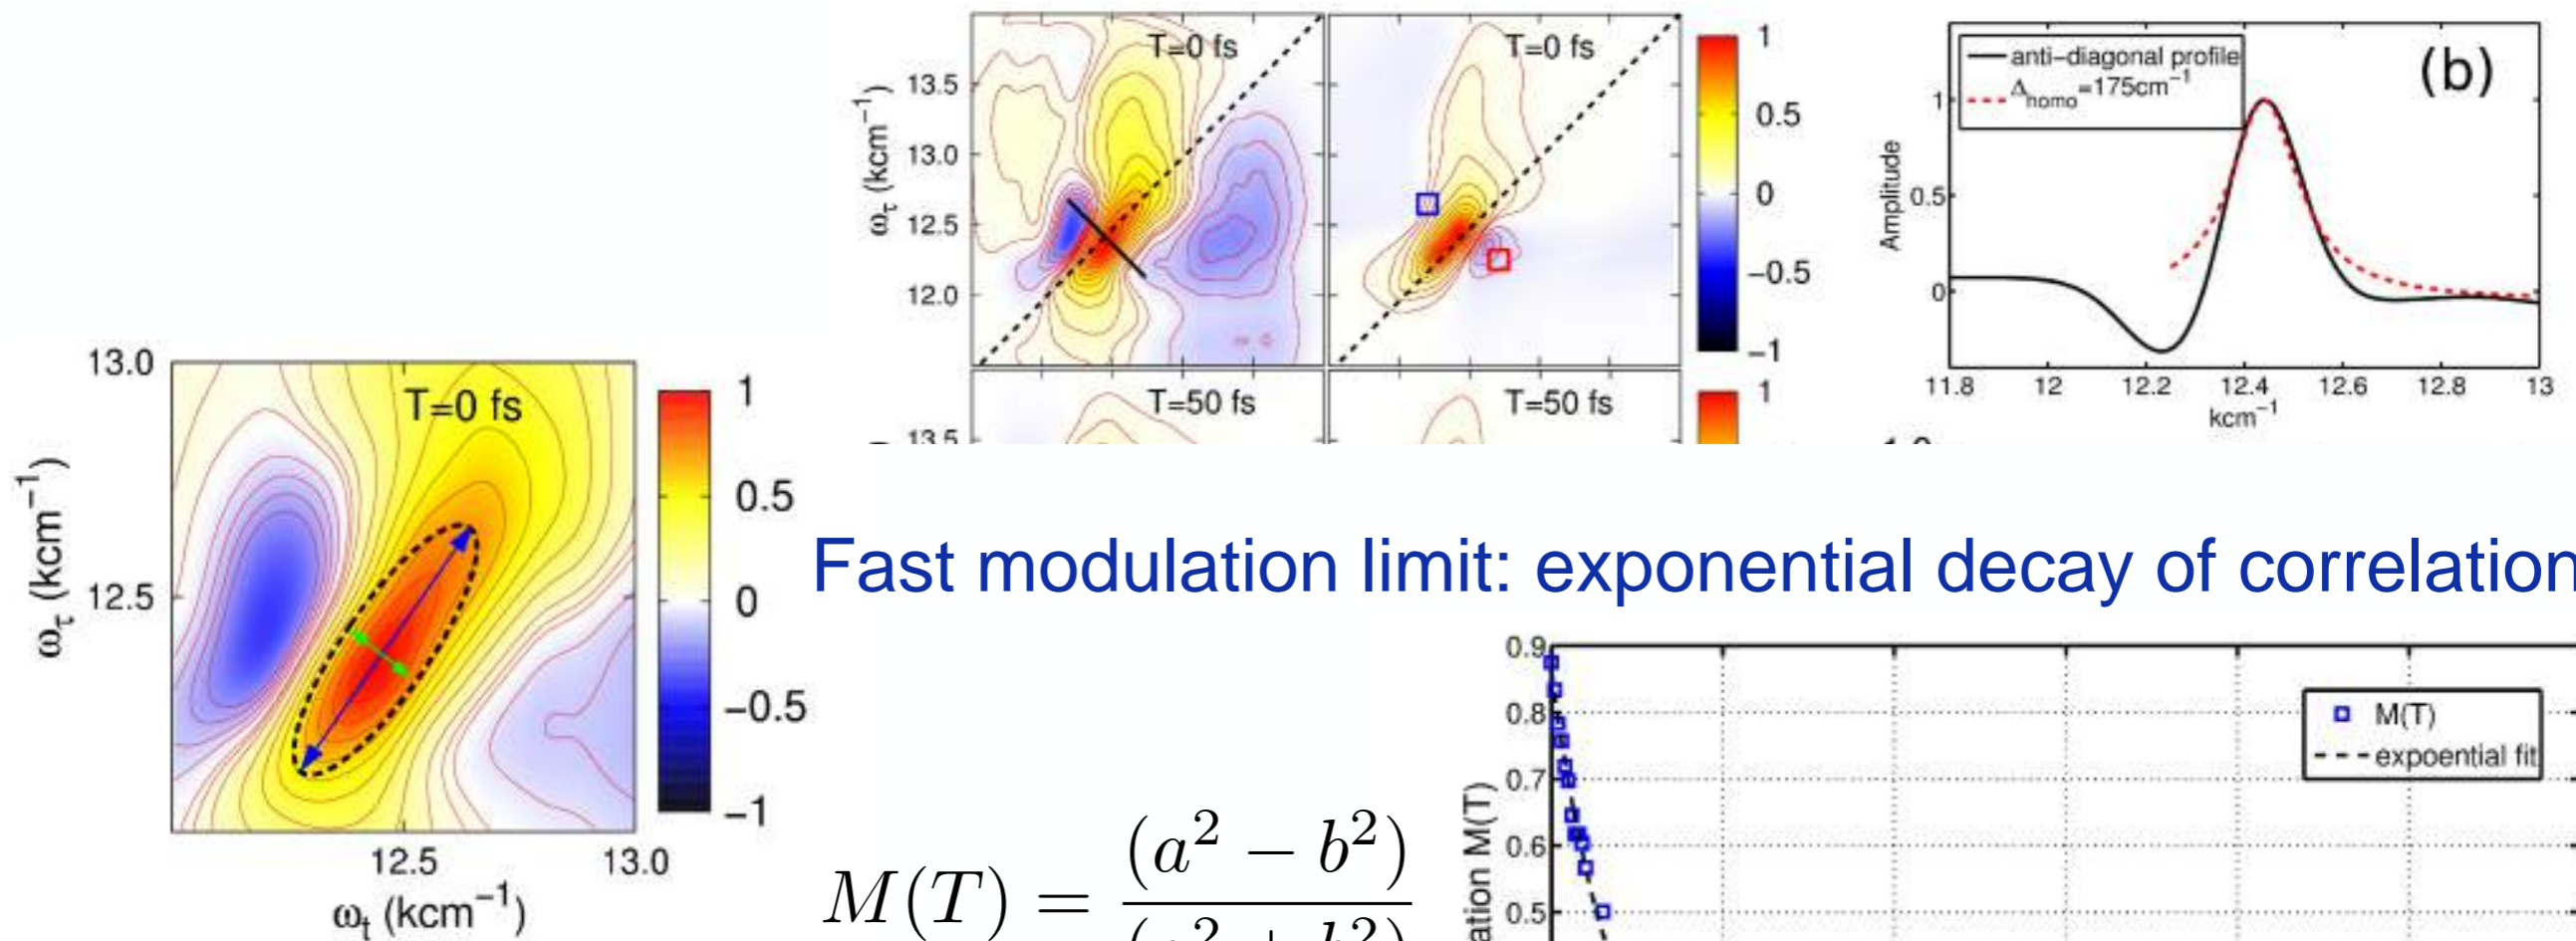 T=0 fs
T=0 fs
1
0.5
0
−0.5
−1
13.5
13.0
12.5
12.0
ωτ (kcm−1)
T=50 fs
T=50 fs
1
13.5
anti−diagonal profile
Δhomo=175cm−1
(b)
1
0.5
0
Amplitude
11.8 12 12.2 12.4 12.6 12.8 13
kcm−1
13.0
12.5
ωτ (kcm−1)
T=0 fs
1
0.5
0
−0.5
−1
12.5 13.0
ωt (kcm−1)
Fast modulation limit: exponential decay of correlation
M(T) = (a² − b²)
(a² + b²)
0.9
0.8
0.7
0.6
0.5
ation M(T)
M(T)
expoential fit